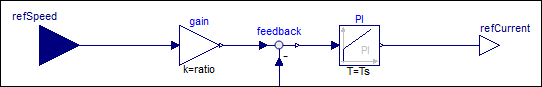 refSpeed
gain
k=ratio
feedback
-
PI
PI
T=Ts
refCurrent